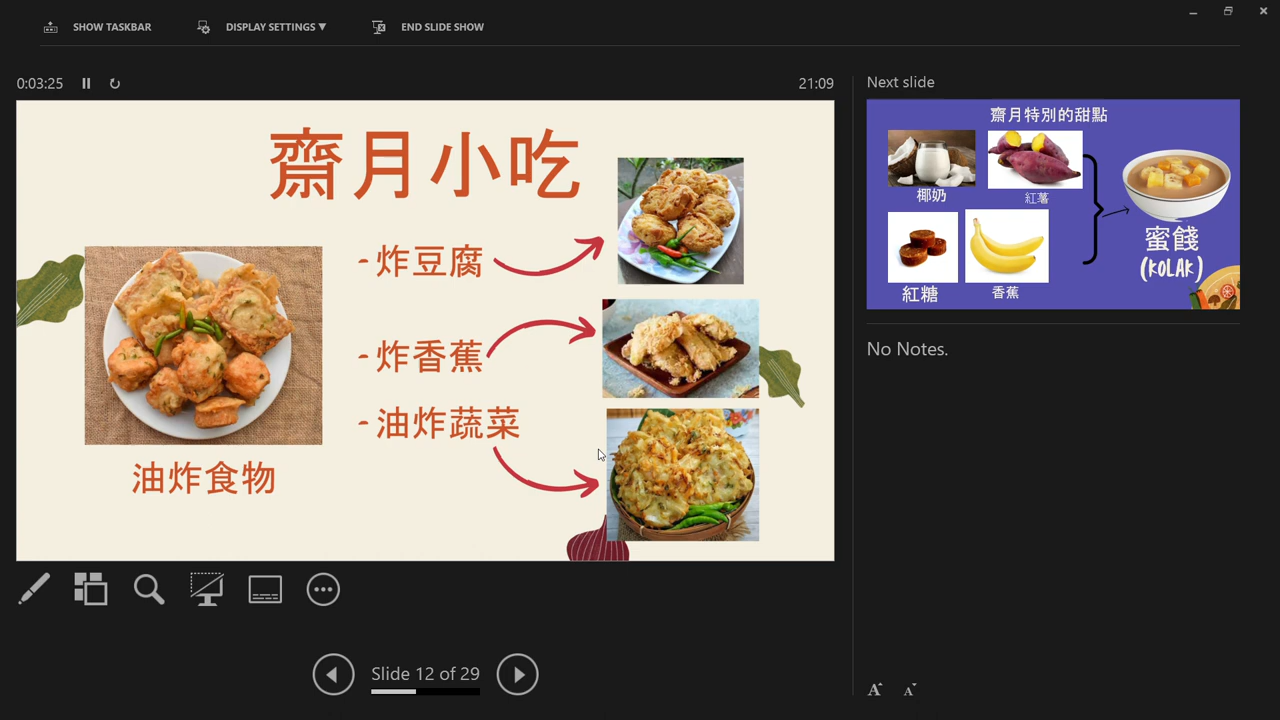 SHOW TASKBAR
DISPLAY SETTINGS ▼
END SLIDE SHOW
0:03:25
21:09
齋月小吃
-炸豆腐
-炸香蕉
-油炸蔬菜
油炸食物
Slide 12 of 29
Next slide
齋月特別的甜點
椰奶
紅薯
紅糖
香蕉
蜜餞
(KOLAK)
No Notes.
A
A